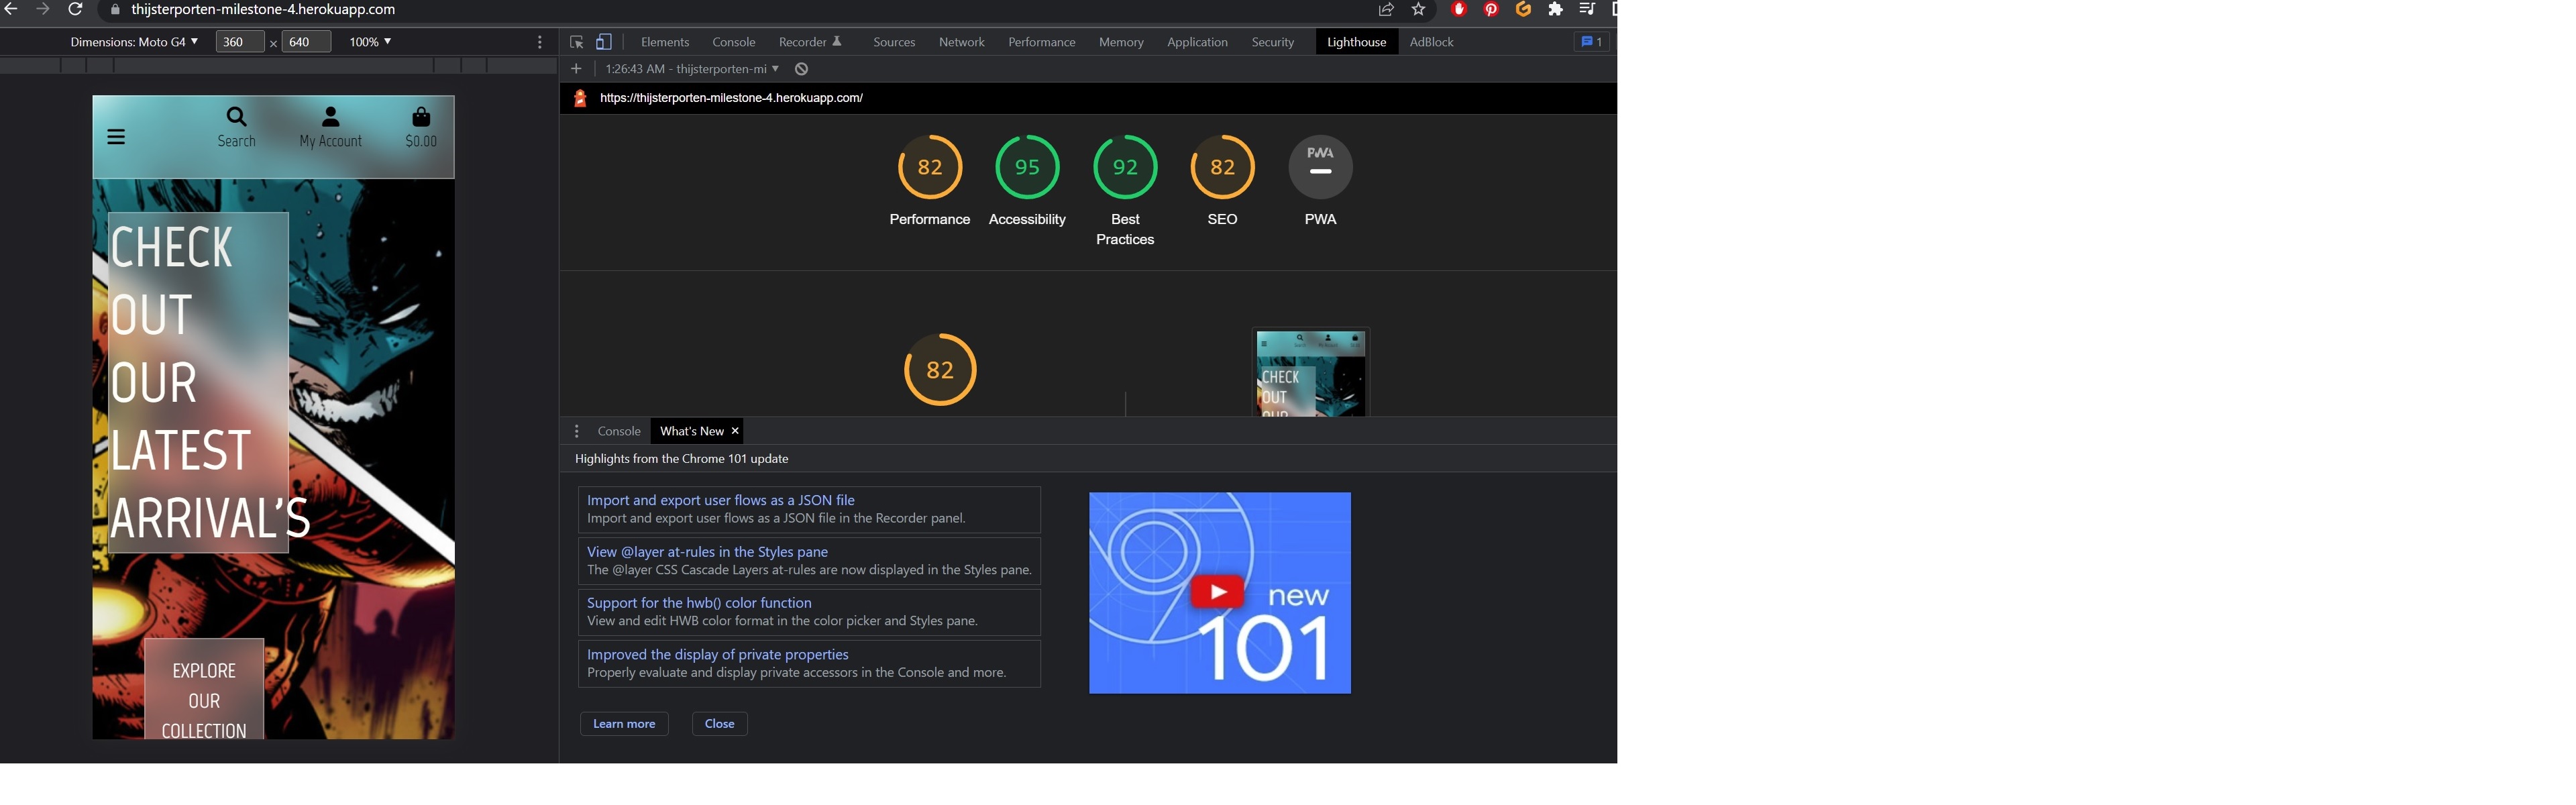 thijsterporten-milestone-4.herokuapp.com
Dimensions: Moto G4 360 × 640 100%
Elements Console Recorder Sources Network Performance Memory Application Security Lighthouse AdBlock 1
1:26:43 AM - thijsterporten-mi
https://thijsterporten-milestone-4.herokuapp.com/
Search My Account $0.00
CHECK
OUT
OUR
LATEST
ARRIVAL'S
EXPLORE
OUR
COLLECTION
82 95 92 82 PWA
Performance Accessibility Best Practices SEO PWA
82
CHECK
OUT
OUR
Console What's New ×
Highlights from the Chrome 101 update
Import and export user flows as a JSON file
Import and export user flows as a JSON file in the Recorder panel.
View @layer at-rules in the Styles pane
The @layer CSS Cascade Layers at-rules are now displayed in the Styles pane.
Support for the hwb() color function
View and edit HWB color format in the color picker and Styles pane.
Improved the display of private properties
Properly evaluate and display private accessors in the Console and more.
new
101
Learn more Close